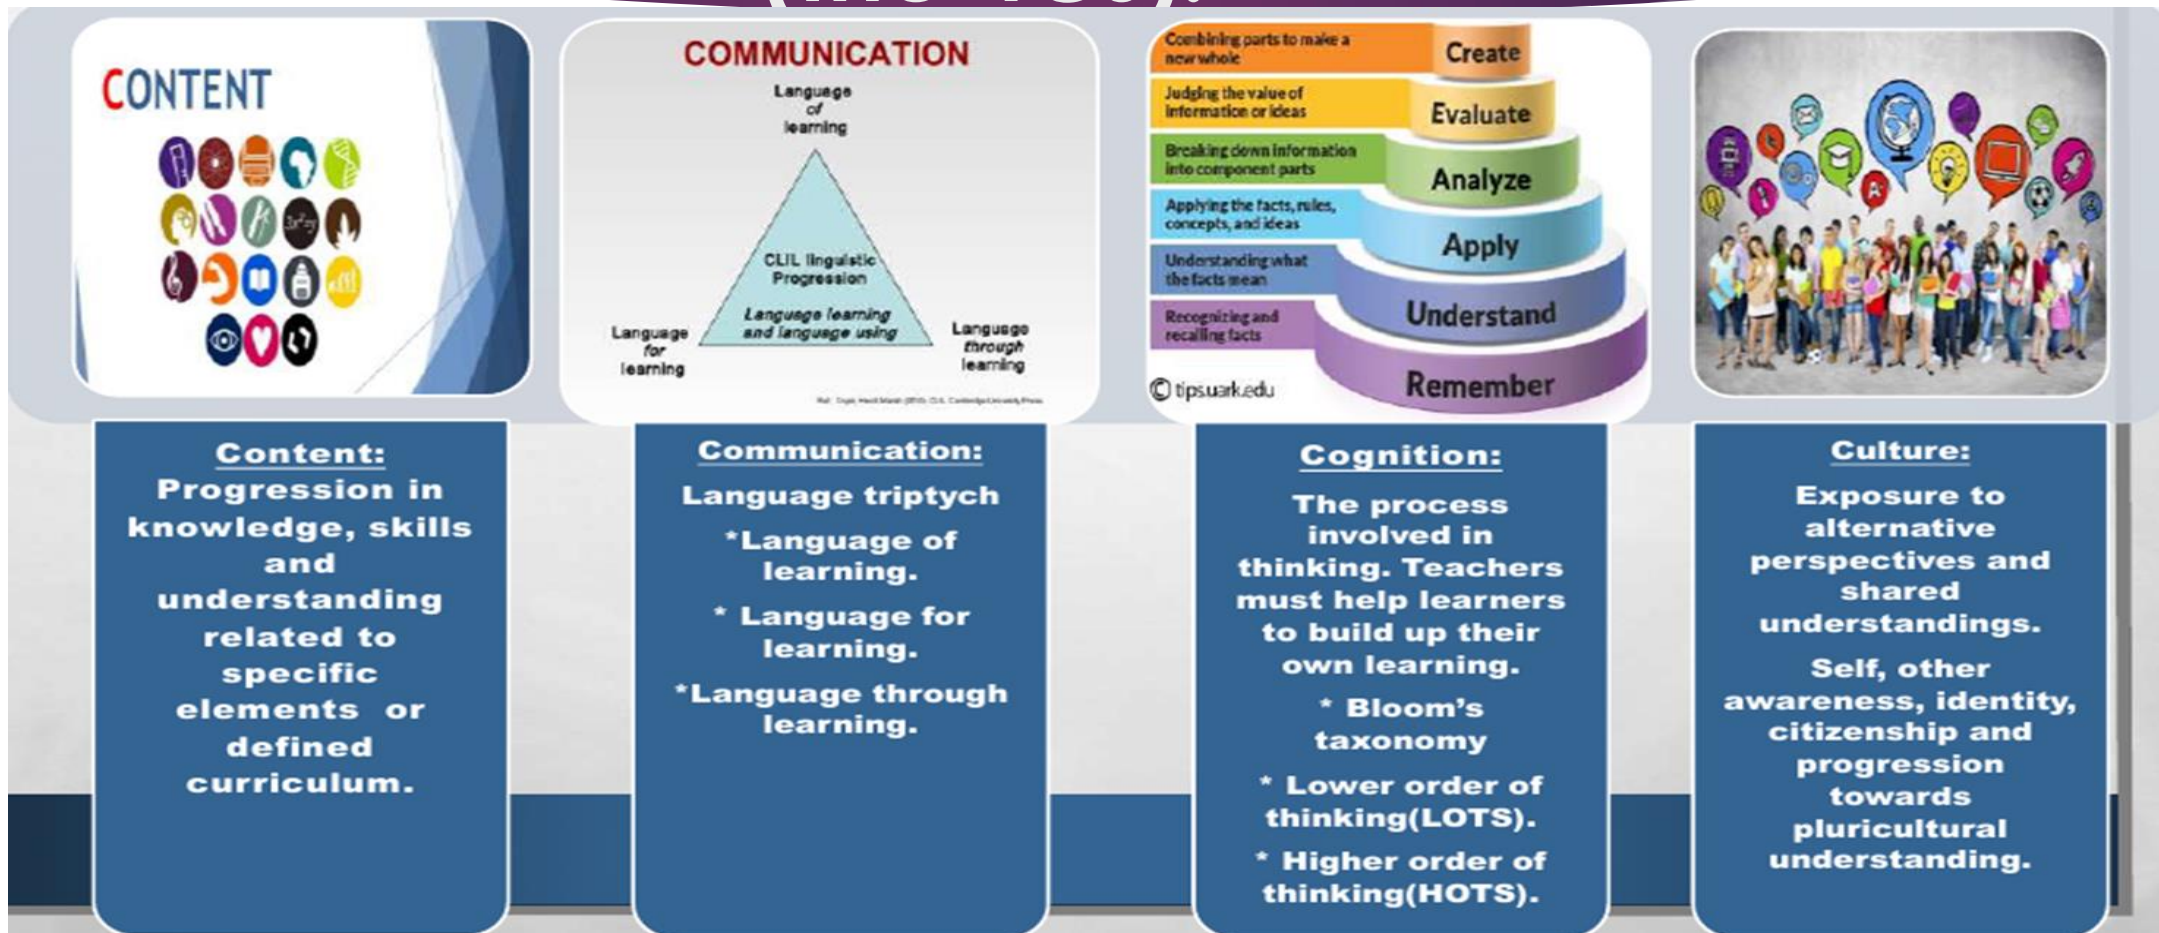 CONTENT
COMMUNICATION
Language
of
learning
CLIL linguistic
Progression
Language learning
and language using
Language
for
learning
Language
through
learning
Combining parts to make a
new whole
Create
Judging the value of
information or ideas
Evaluate
Breaking down information
into component parts
Analyze
Applying the facts, rules,
concepts, and ideas
Apply
Understanding what
the facts mean
Understand
Recognizing and
recalling facts
Remember
© tips.uark.edu
Content:
Progression in
knowledge, skills
and
understanding
related to
specific
elements or
defined
curriculum.
Communication:
Language triptych
*Language of
learning.
* Language for
learning.
*Language through
learning.
Cognition:
The process
involved in
thinking. Teachers
must help learners
to build up their
own learning.
* Bloom's
taxonomy
* Lower order of
thinking(LOTS).
* Higher order of
thinking(HOTS).
Culture:
Exposure to
alternative
perspectives and
shared
understandings.
Self, other
awareness, identity,
citizenship and
progression
towards
pluricultural
understanding.